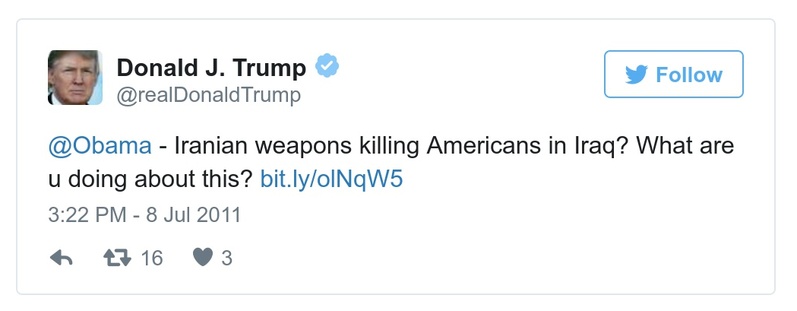 Donald J. Trump
@realDonaldTrump
Follow
@Obama - Iranian weapons killing Americans in Iraq? What are
u doing about this? bit.ly/olNqW5
3:22 PM - 8 Jul 2011
16 3